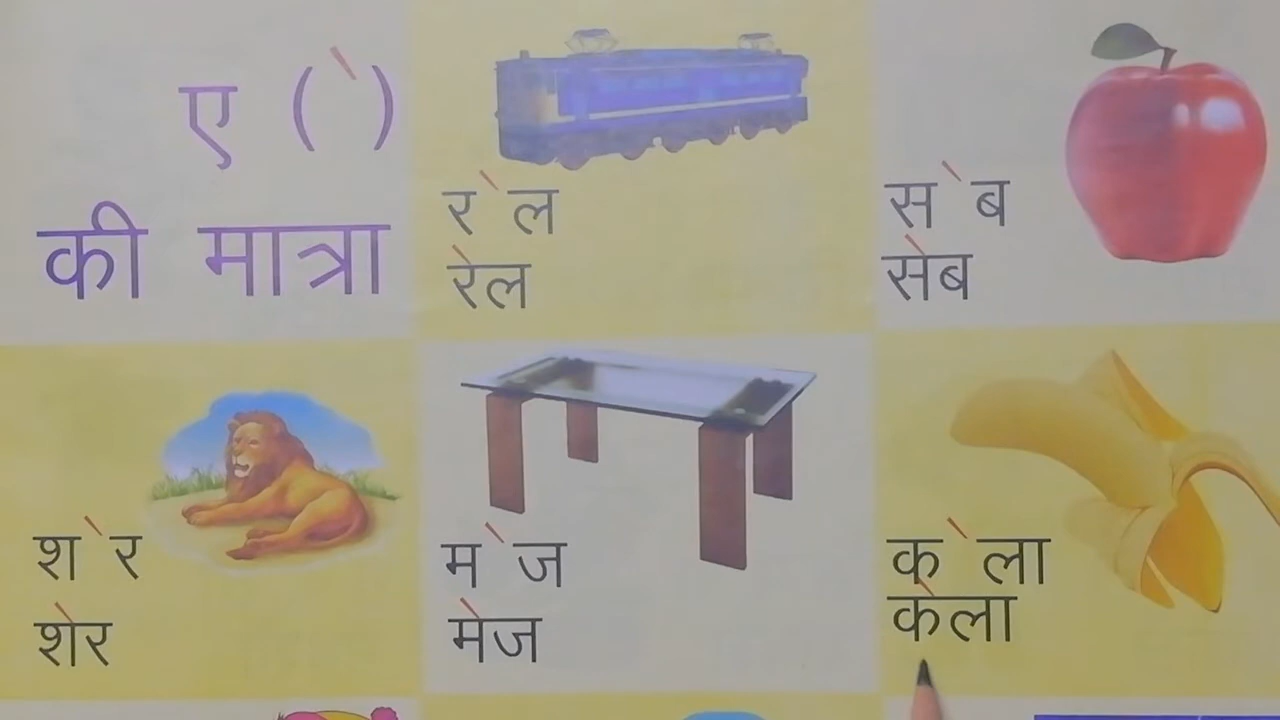 ए ( े )
की मात्रा
र े ल
रेल
स े ब
सेब
श े र
शेर
म े ज
मेज
क े ला
केला